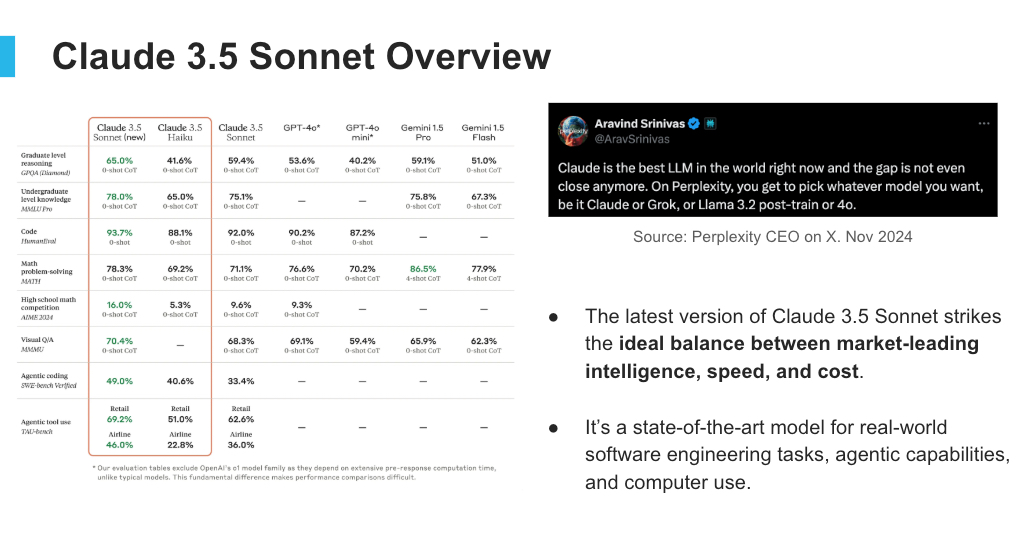 Claude 3.5 Sonnet Overview
Claude 3.5 Claude 3.5 Claude 3.5 GPT-4o* GPT-4o Gemini 1.5 Gemini 1.5
Sonnet (new) Haiku Sonnet mini* Pro Flash
Graduate level
reasoning
GPQA (Diamond)
65.0% 41.6% 59.4% 53.6% 40.2% 59.1% 51.0%
0-shot CoT 0-shot CoT 0-shot CoT 0-shot CoT 0-shot CoT 0-shot CoT 0-shot CoT
Undergraduate
level knowledge
MMLU Pro
78.0% 65.0% 75.1% — — 75.8% 67.3%
0-shot CoT 0-shot CoT 0-shot CoT 0-shot CoT 0-shot CoT
Code
HumanEval
93.7% 88.1% 92.0% 90.2% 87.2% — —
0-shot 0-shot 0-shot 0-shot 0-shot
Math
problem-solving
MATH
78.3% 69.2% 71.1% 76.6% 70.2% 86.5% 77.9%
0-shot CoT 0-shot CoT 0-shot CoT 0-shot CoT 0-shot CoT 4-shot CoT 4-shot CoT
High school math
competition
AIME 2024
16.0% 5.3% 9.6% 9.3% — — —
0-shot CoT 0-shot CoT 0-shot CoT 0-shot CoT
Visual Q/A
MMMU
70.4% — 68.3% 69.1% 59.4% 65.9% 62.3%
0-shot CoT 0-shot CoT 0-shot CoT 0-shot CoT 0-shot CoT 0-shot CoT
Agentic coding
SWE-bench Verified
49.0% 40.6% 33.4% — — — —
Agentic tool use
TAU-bench
Retail Retail Retail
69.2% 51.0% 62.6% — — — —
Airline Airline Airline
46.0% 22.8% 36.0%
* Our evaluation tables exclude OpenAI's o1 model family as they depend on extensive pre-response computation time,
unlike typical models. This fundamental difference makes performance comparisons difficult.
perplexity
Aravind Srinivas
@AravSrinivas
Claude is the best LLM in the world right now and the gap is not even
close anymore. On Perplexity, you get to pick whatever model you want,
be it Claude or Grok, or Llama 3.2 post-train or 4o.
Source: Perplexity CEO on X. Nov 2024
● The latest version of Claude 3.5 Sonnet strikes
the ideal balance between market-leading
intelligence, speed, and cost.
● It's a state-of-the-art model for real-world
software engineering tasks, agentic capabilities,
and computer use.